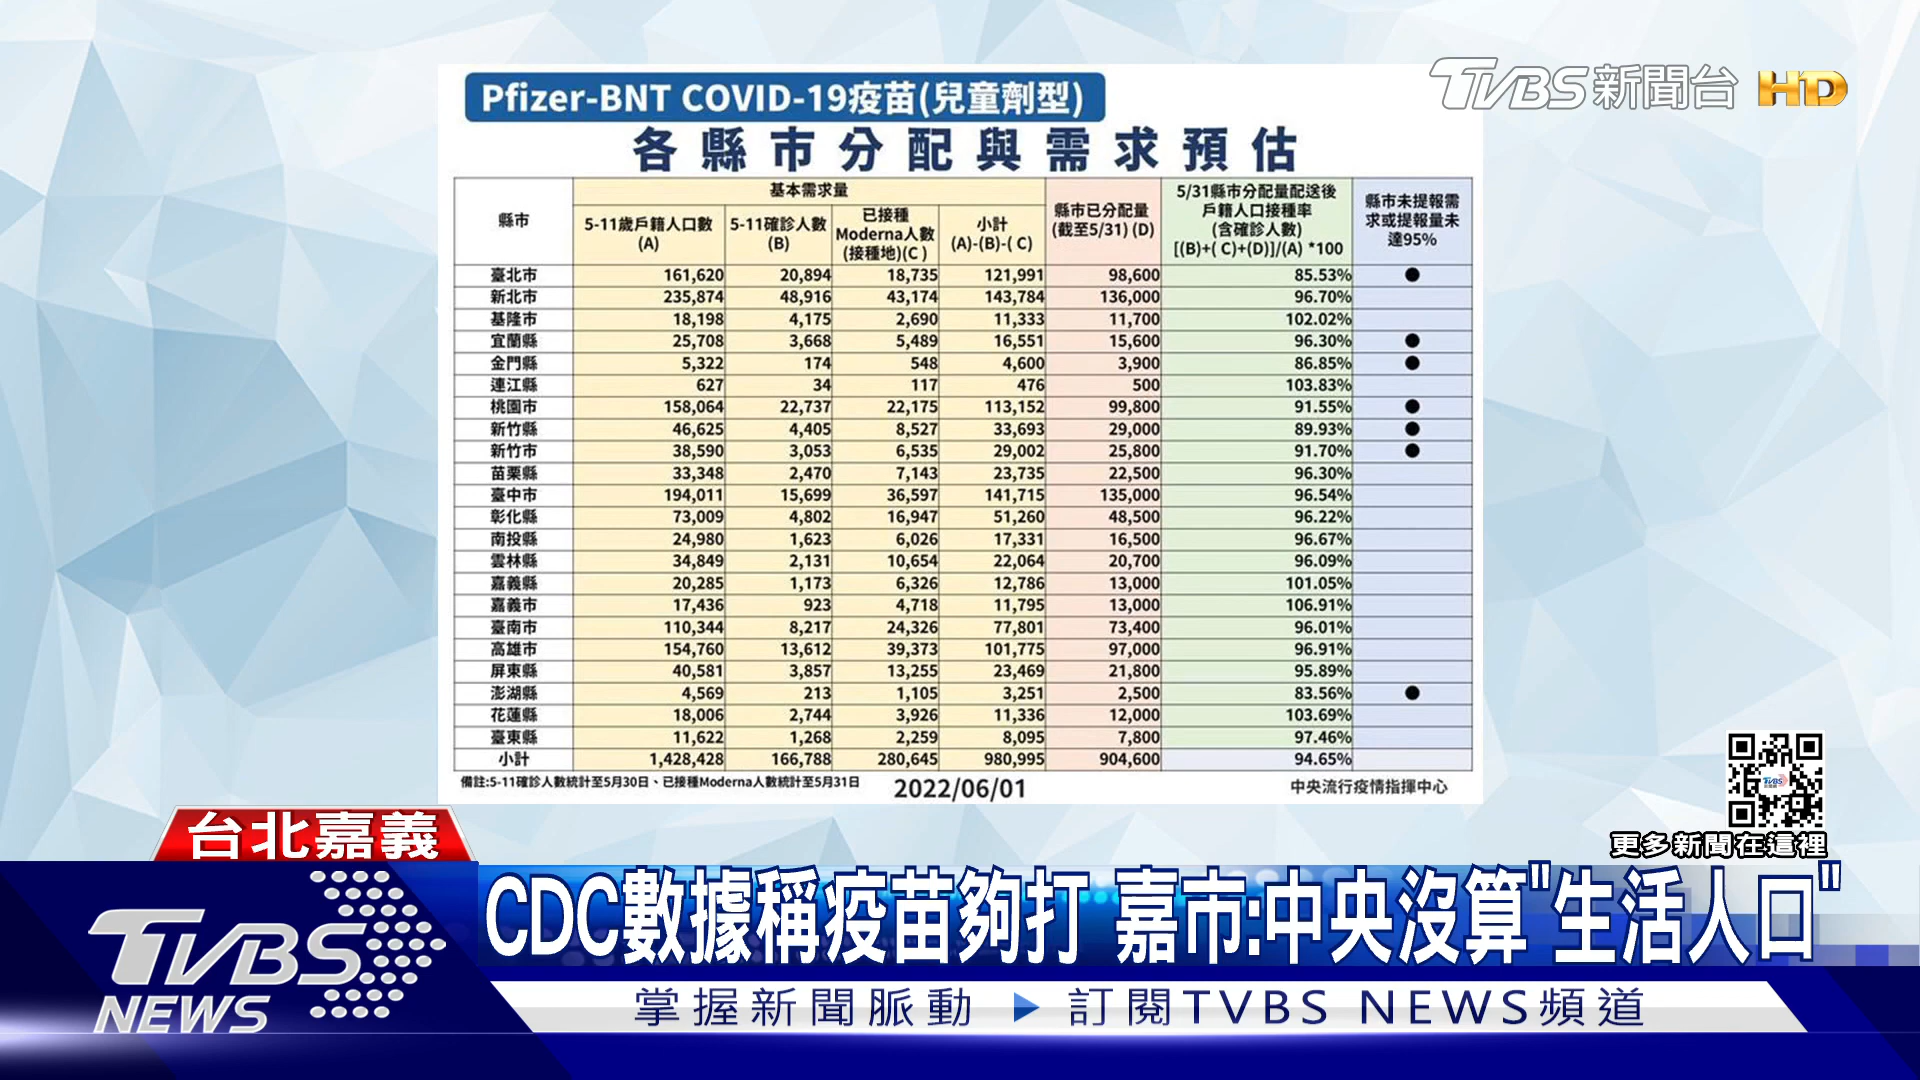 TVBS新聞台 HD
Pfizer-BNT COVID-19疫苗(兒童劑型)
各縣市分配與需求預估
縣市 基本需求量 縣市已分配量(截至5/31) (D) 5/31縣市分配量配送後戶籍人口接種率(含確診人數)[(B)+( C)+(D)]/(A) *100 縣市未提報需求或提報量未達95%
5-11歲戶籍人口數(A) 5-11確診人數(B) 已接種Moderna人數(接種地)(C ) 小計(A)-(B)-( C)
臺北市 161,620 20,894 18,735 121,991 98,600 85.53% ●
新北市 235,874 48,916 43,174 143,784 136,000 96.70%
基隆市 18,198 4,175 2,690 11,333 11,700 102.02%
宜蘭縣 25,708 3,668 5,489 16,551 15,600 96.30% ●
金門縣 5,322 174 548 4,600 3,900 86.85% ●
連江縣 627 34 117 476 500 103.83%
桃園市 158,064 22,737 22,175 113,152 99,800 91.55% ●
新竹縣 46,625 4,405 8,527 33,693 29,000 89.93% ●
新竹市 38,590 3,053 6,535 29,002 25,800 91.70% ●
苗栗縣 33,348 2,470 7,143 23,735 22,500 96.30%
臺中市 194,011 15,699 36,597 141,715 135,000 96.54%
彰化縣 73,009 4,802 16,947 51,260 48,500 96.22%
南投縣 24,980 1,623 6,026 17,331 16,500 96.67%
雲林縣 34,849 2,131 10,654 22,064 20,700 96.09%
嘉義縣 20,285 1,173 6,326 12,786 13,000 101.05%
嘉義市 17,436 923 4,718 11,795 13,000 106.91%
臺南市 110,344 8,217 24,326 77,801 73,400 96.01%
高雄市 154,760 13,612 39,373 101,775 97,000 96.91%
屏東縣 40,581 3,857 13,255 23,469 21,800 95.89%
澎湖縣 4,569 213 1,105 3,251 2,500 83.56% ●
花蓮縣 18,006 2,744 3,926 11,336 12,000 103.69%
臺東縣 11,622 1,268 2,259 8,095 7,800 97.46%
小計 1,428,428 166,788 280,645 980,995 904,600 94.65%
備註:5-11確診人數統計至5月30日、已接種Moderna人數統計至5月31日
2022/06/01
中央流行疫情指揮中心
更多新聞在這裡
台北嘉義
CDC數據稱疫苗夠打 嘉市:中央沒算"生活人口"
TVBS NEWS
掌握新聞脈動 ▶ 訂閱TVBS NEWS頻道